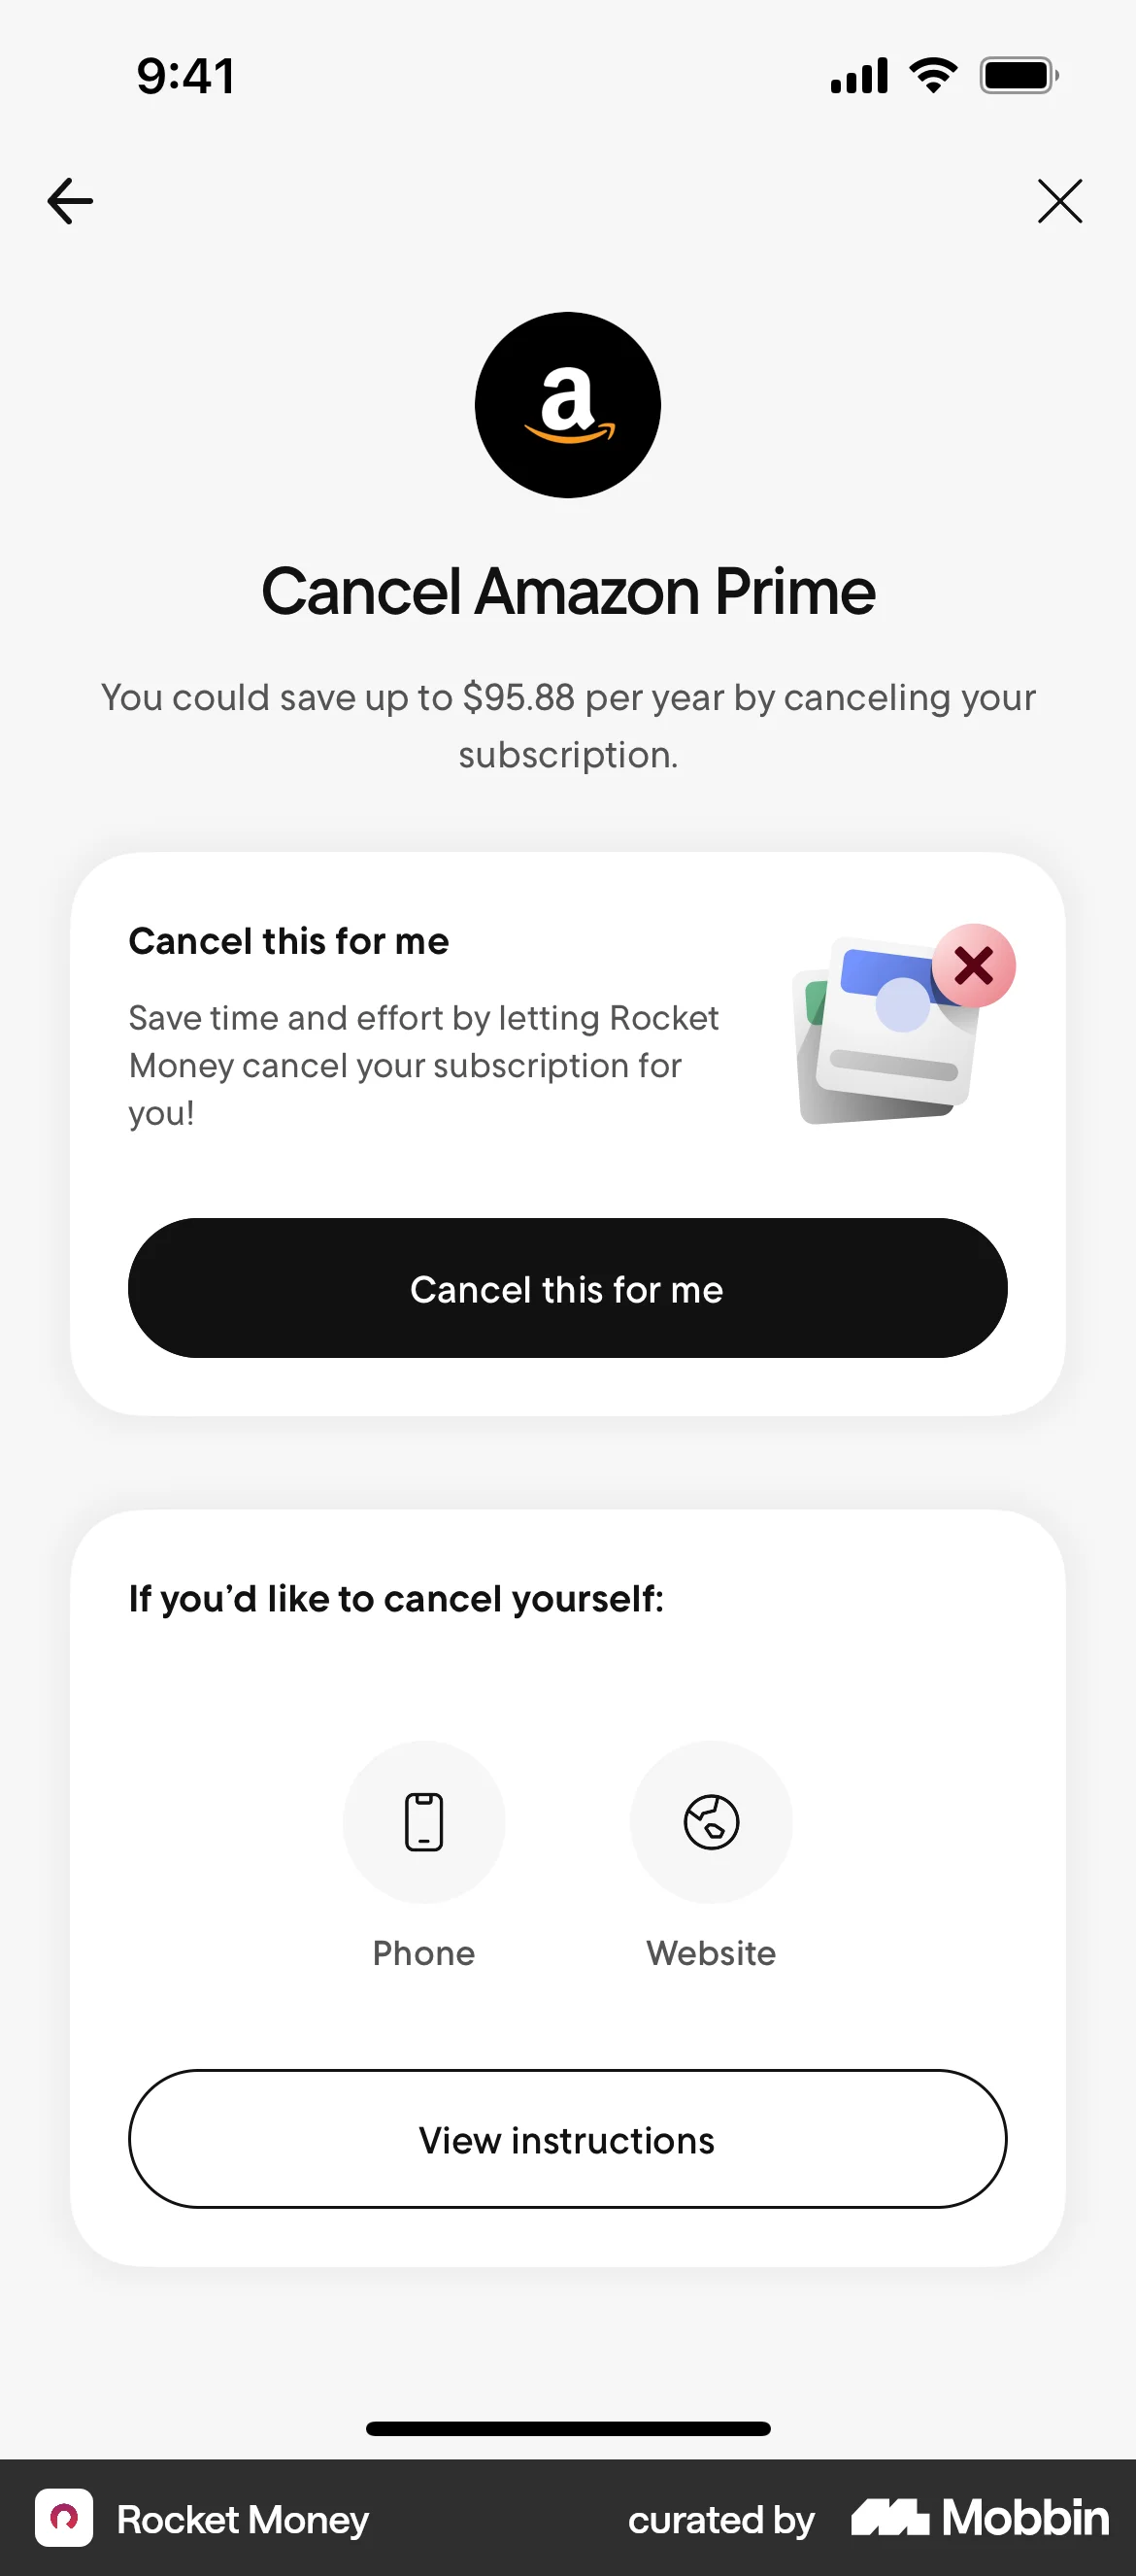 9:41
a
Cancel Amazon Prime
You could save up to $95.88 per year by canceling your
subscription.
Cancel this for me
Save time and effort by letting Rocket
Money cancel your subscription for
you!
Cancel this for me
If you’d like to cancel yourself:
Phone
Website
View instructions
Rocket Money
curated by Mobbin